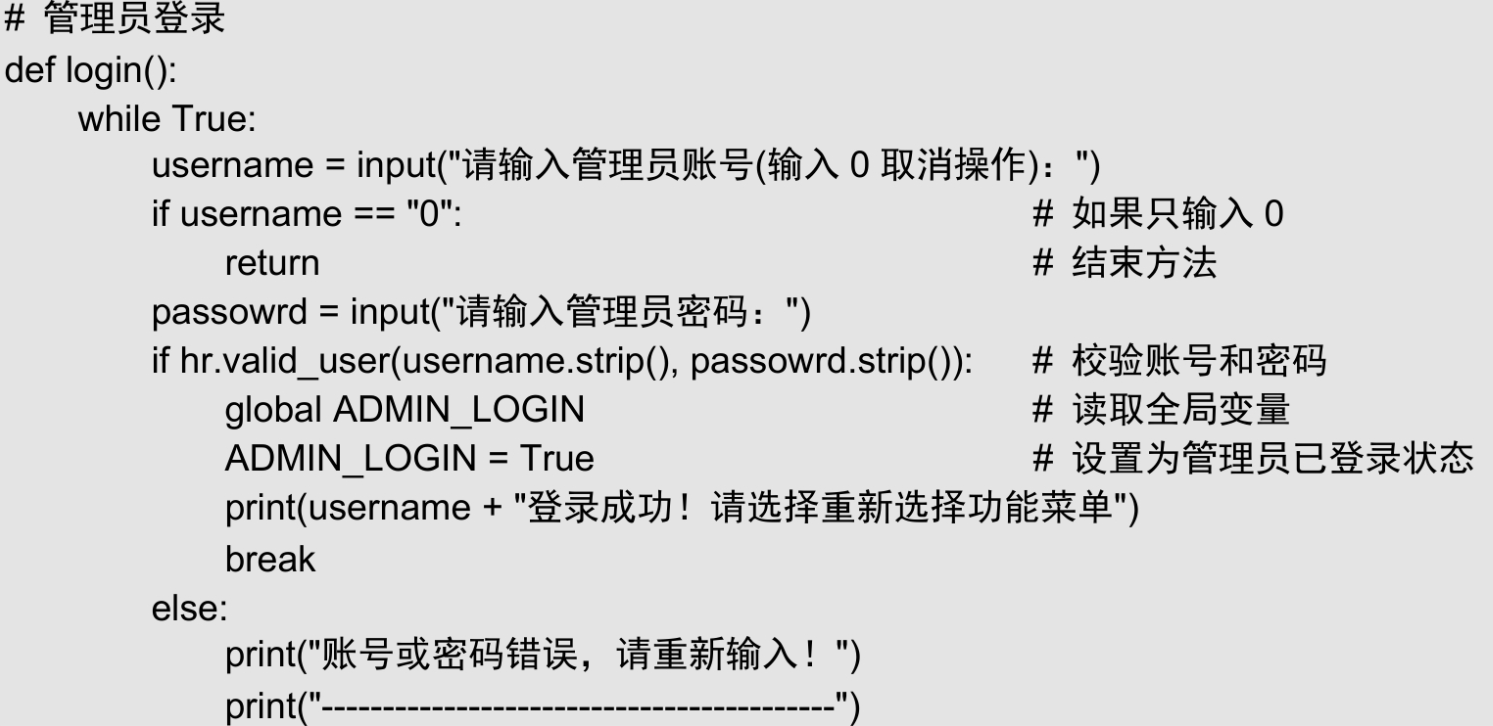 # 管理员登录
def login():
    while True:
        username = input("请输入管理员账号(输入 0 取消操作)：")
        if username == "0":                                # 如果只输入 0
            return                                         # 结束方法
        passowrd = input("请输入管理员密码：")
        if hr.valid_user(username.strip(), passowrd.strip()):    # 校验账号和密码
            global ADMIN_LOGIN                             # 读取全局变量
            ADMIN_LOGIN = True                             # 设置为管理员已登录状态
            print(username + "登录成功！请选择重新选择功能菜单")
            break
        else:
            print("账号或密码错误，请重新输入！")
            print("------------------------------------------")